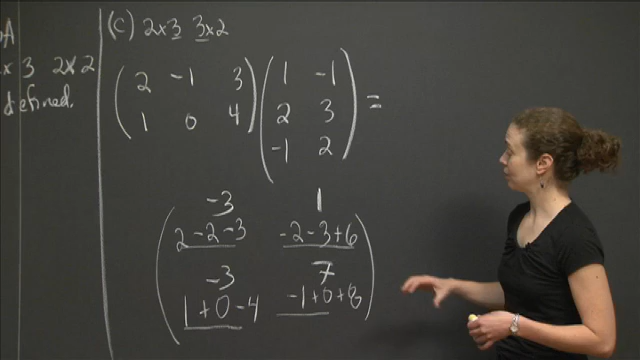 A
(c) 2x3 3x2
x 3 2x2
defined.
2 -1 3 1 -1
1 0 4 2 3 =
-1 2
-3 1
2-2-3 -2-3+6
-3 7
1+0-4 -1+0+8